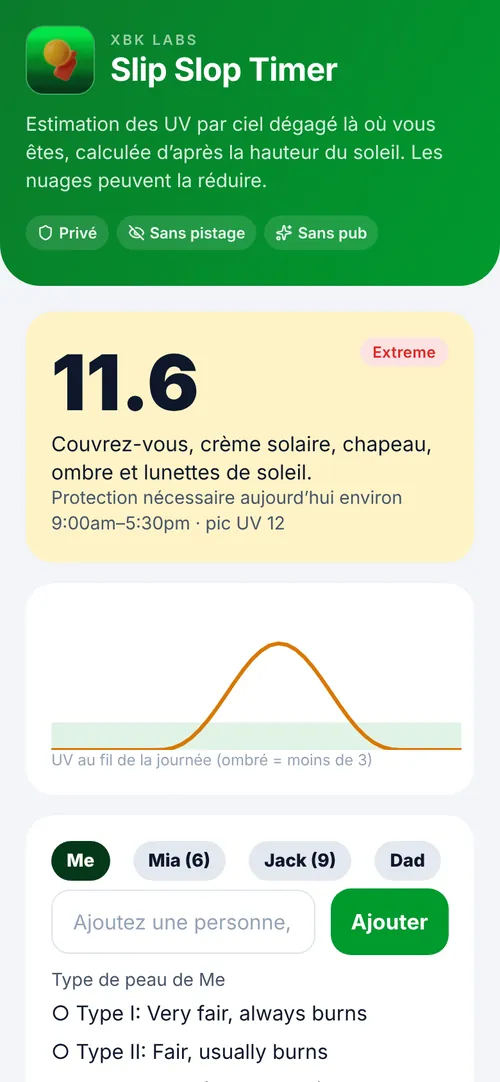 XBK LABS
Slip Slop Timer
Estimation des UV par ciel dégagé là où vous
êtes, calculée d’après la hauteur du soleil. Les
nuages peuvent la réduire.
Privé
Sans pistage
Sans pub
Extreme
11.6
Couvrez-vous, crème solaire, chapeau,
ombre et lunettes de soleil.
Protection nécessaire aujourd’hui environ
9:00am–5:30pm · pic UV 12
UV au fil de la journée (ombré = moins de 3)
Me
Mia (6)
Jack (9)
Dad
Ajoutez une personne,
Ajouter
Type de peau de Me
Type I: Very fair, always burns
Type II: Fair, usually burns